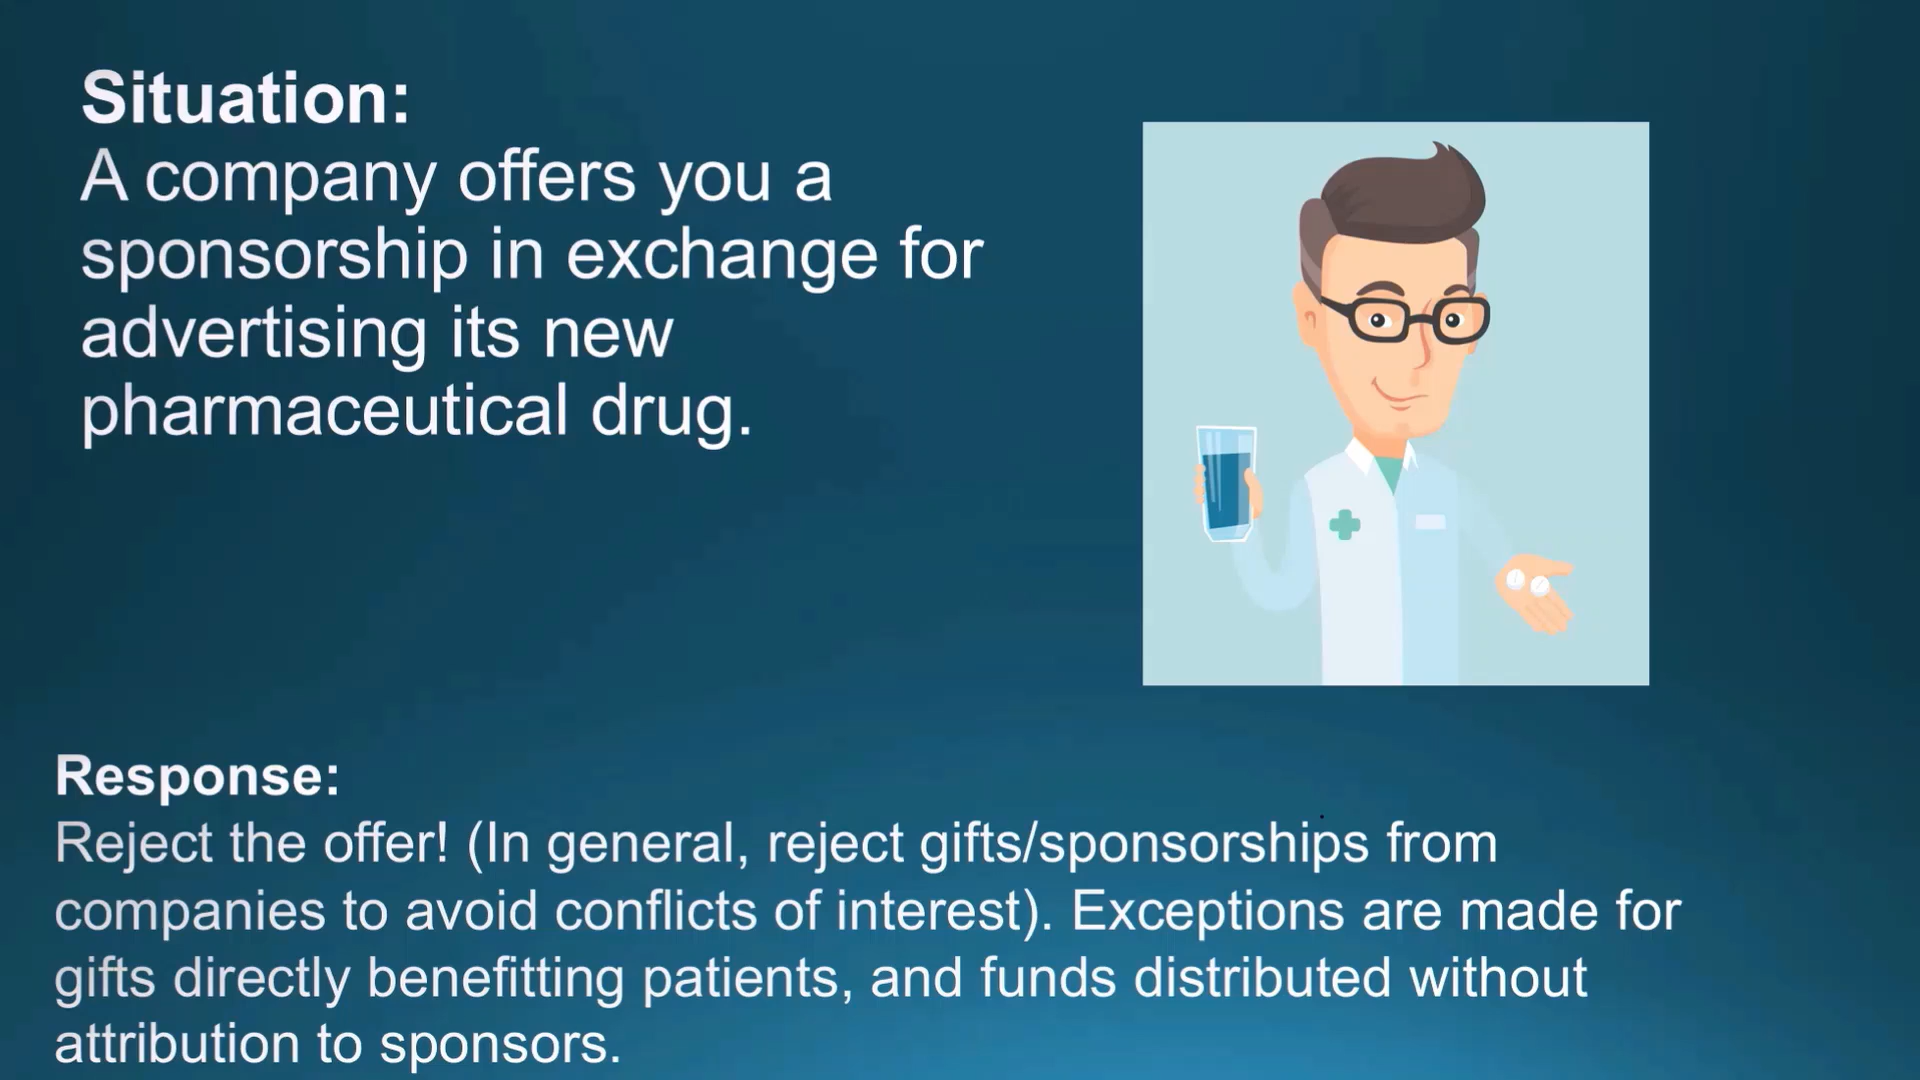 Situation:
A company offers you a
sponsorship in exchange for
advertising its new
pharmaceutical drug.
Response:
Reject the offer! (In general, reject gifts/sponsorships from
companies to avoid conflicts of interest). Exceptions are made for
gifts directly benefitting patients, and funds distributed without
attribution to sponsors.